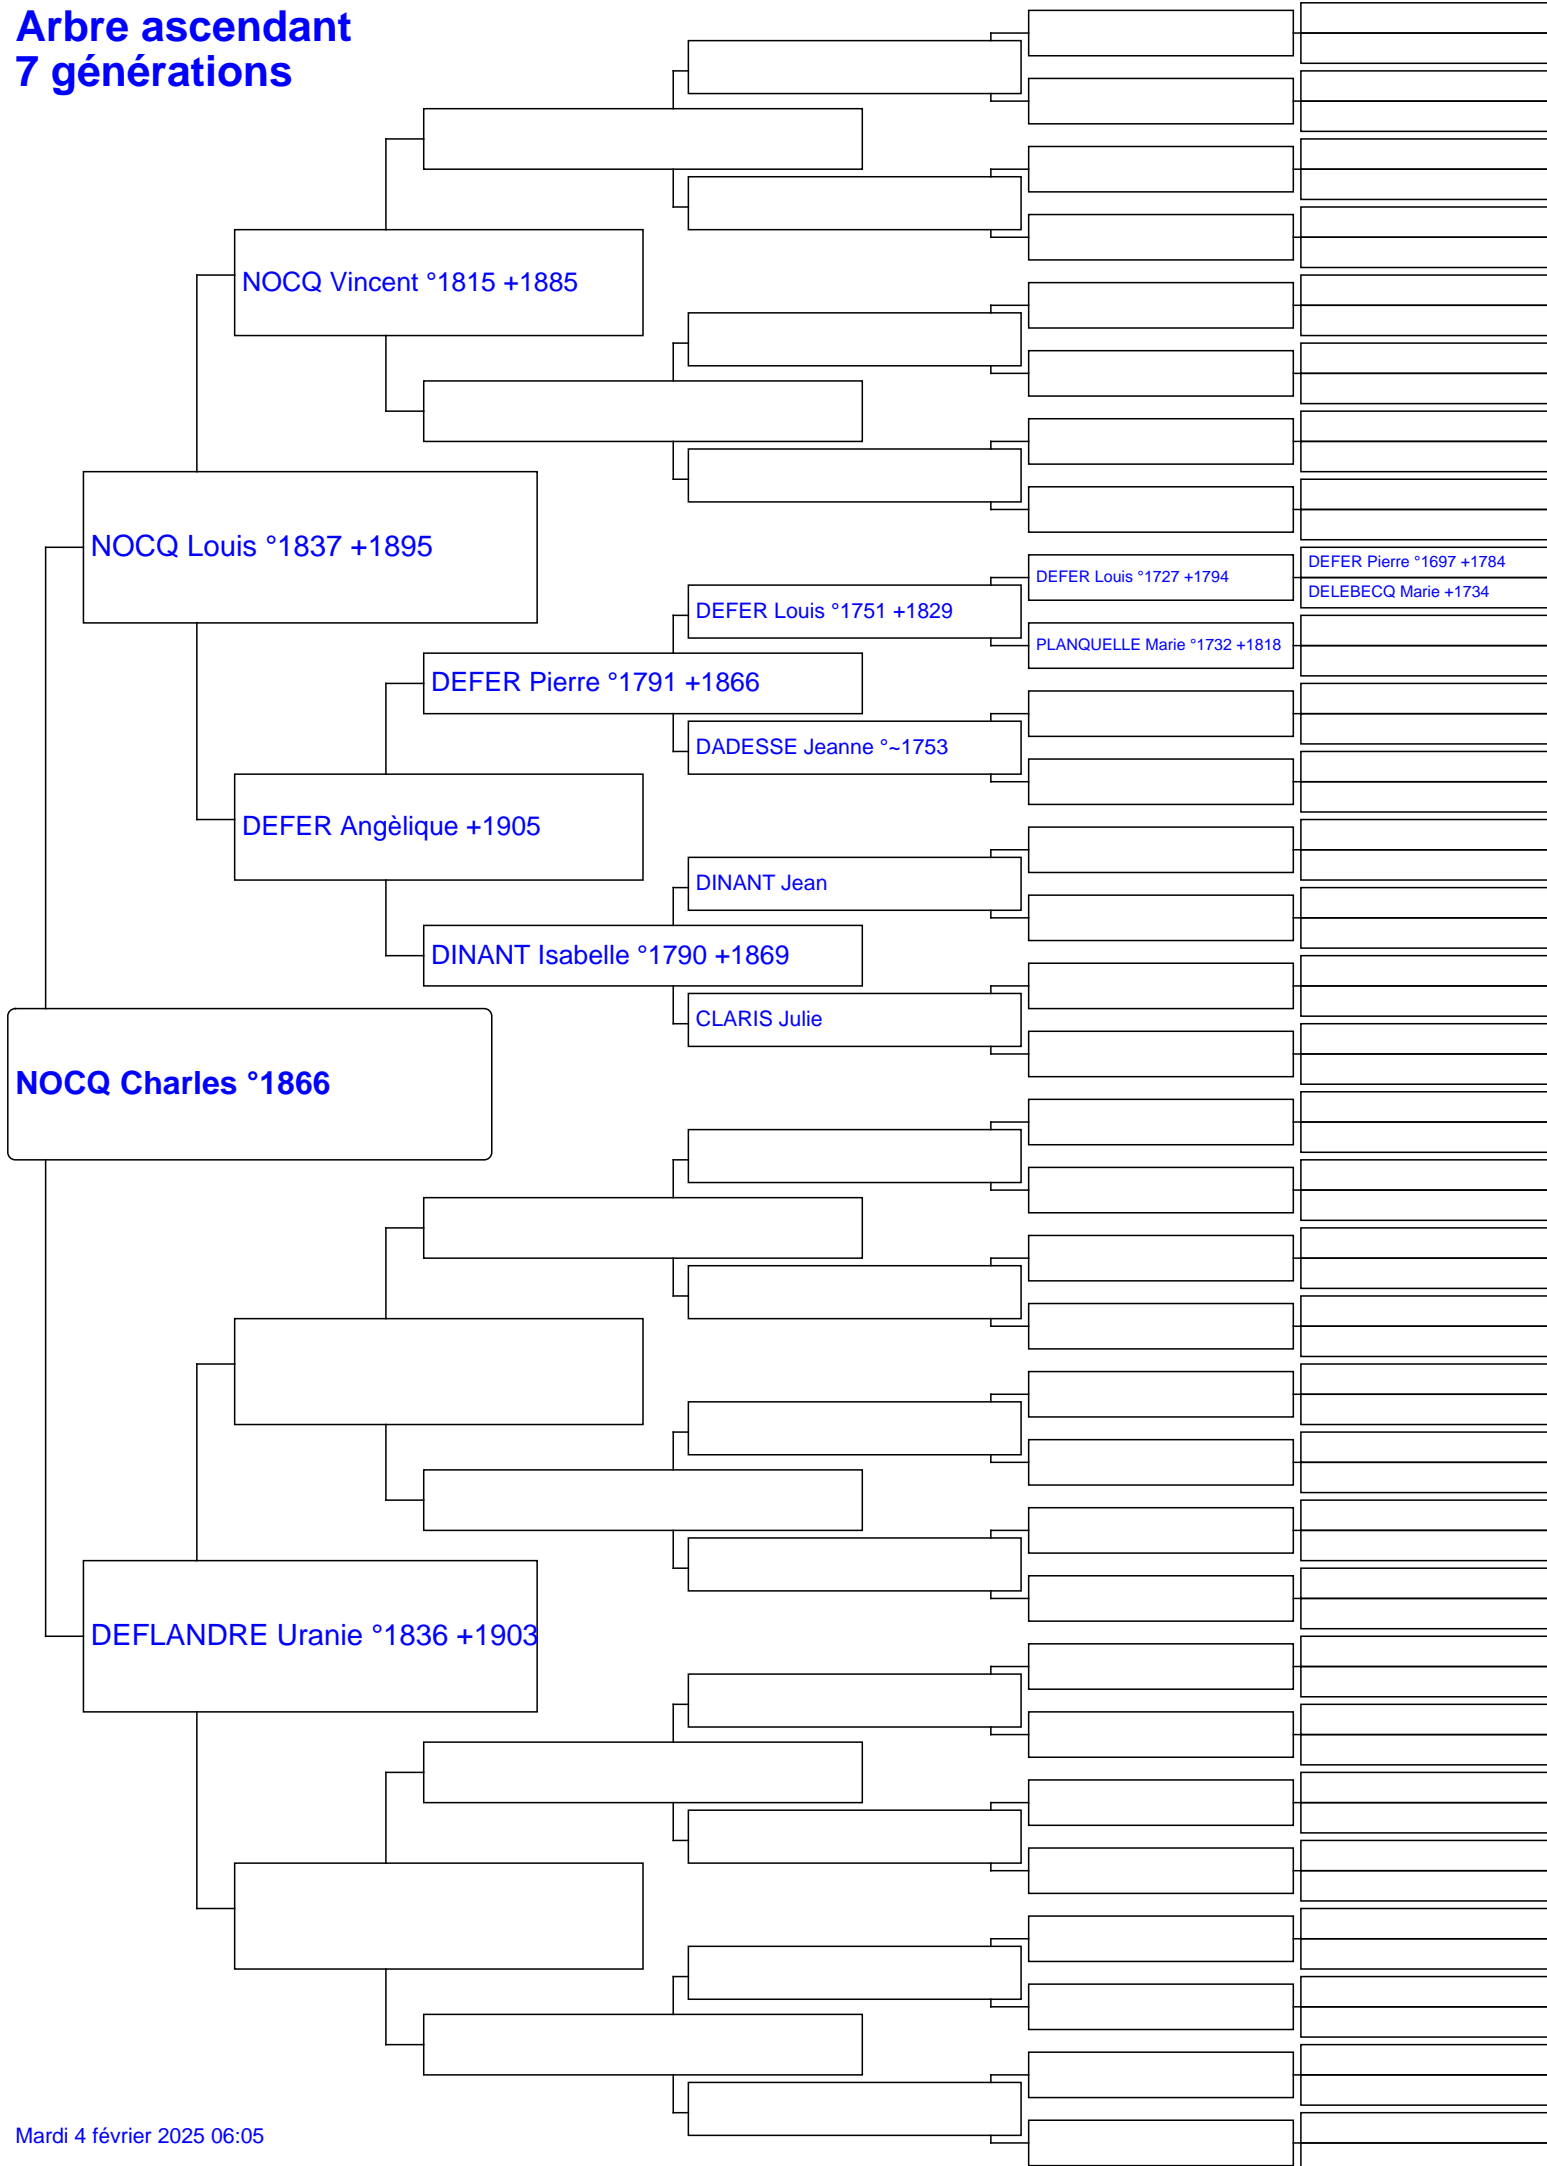 Arbre ascendant
7 générations
NOCQ Vincent °1815 +1885
NOCQ Louis °1837 +1895
DEFER Pierre °1697 +1784
DEFER Louis °1727 +1794
DELEBECQ Marie +1734
DEFER Louis °1751 +1829
PLANQUELLE Marie °1732 +1818
DEFER Pierre °1791 +1866
DADESSE Jeanne °~1753
DEFER Angèlique +1905
DINANT Jean
DINANT Isabelle °1790 +1869
CLARIS Julie
NOCQ Charles °1866
DEFLANDRE Uranie °1836 +1903
Mardi 4 février 2025 06:05